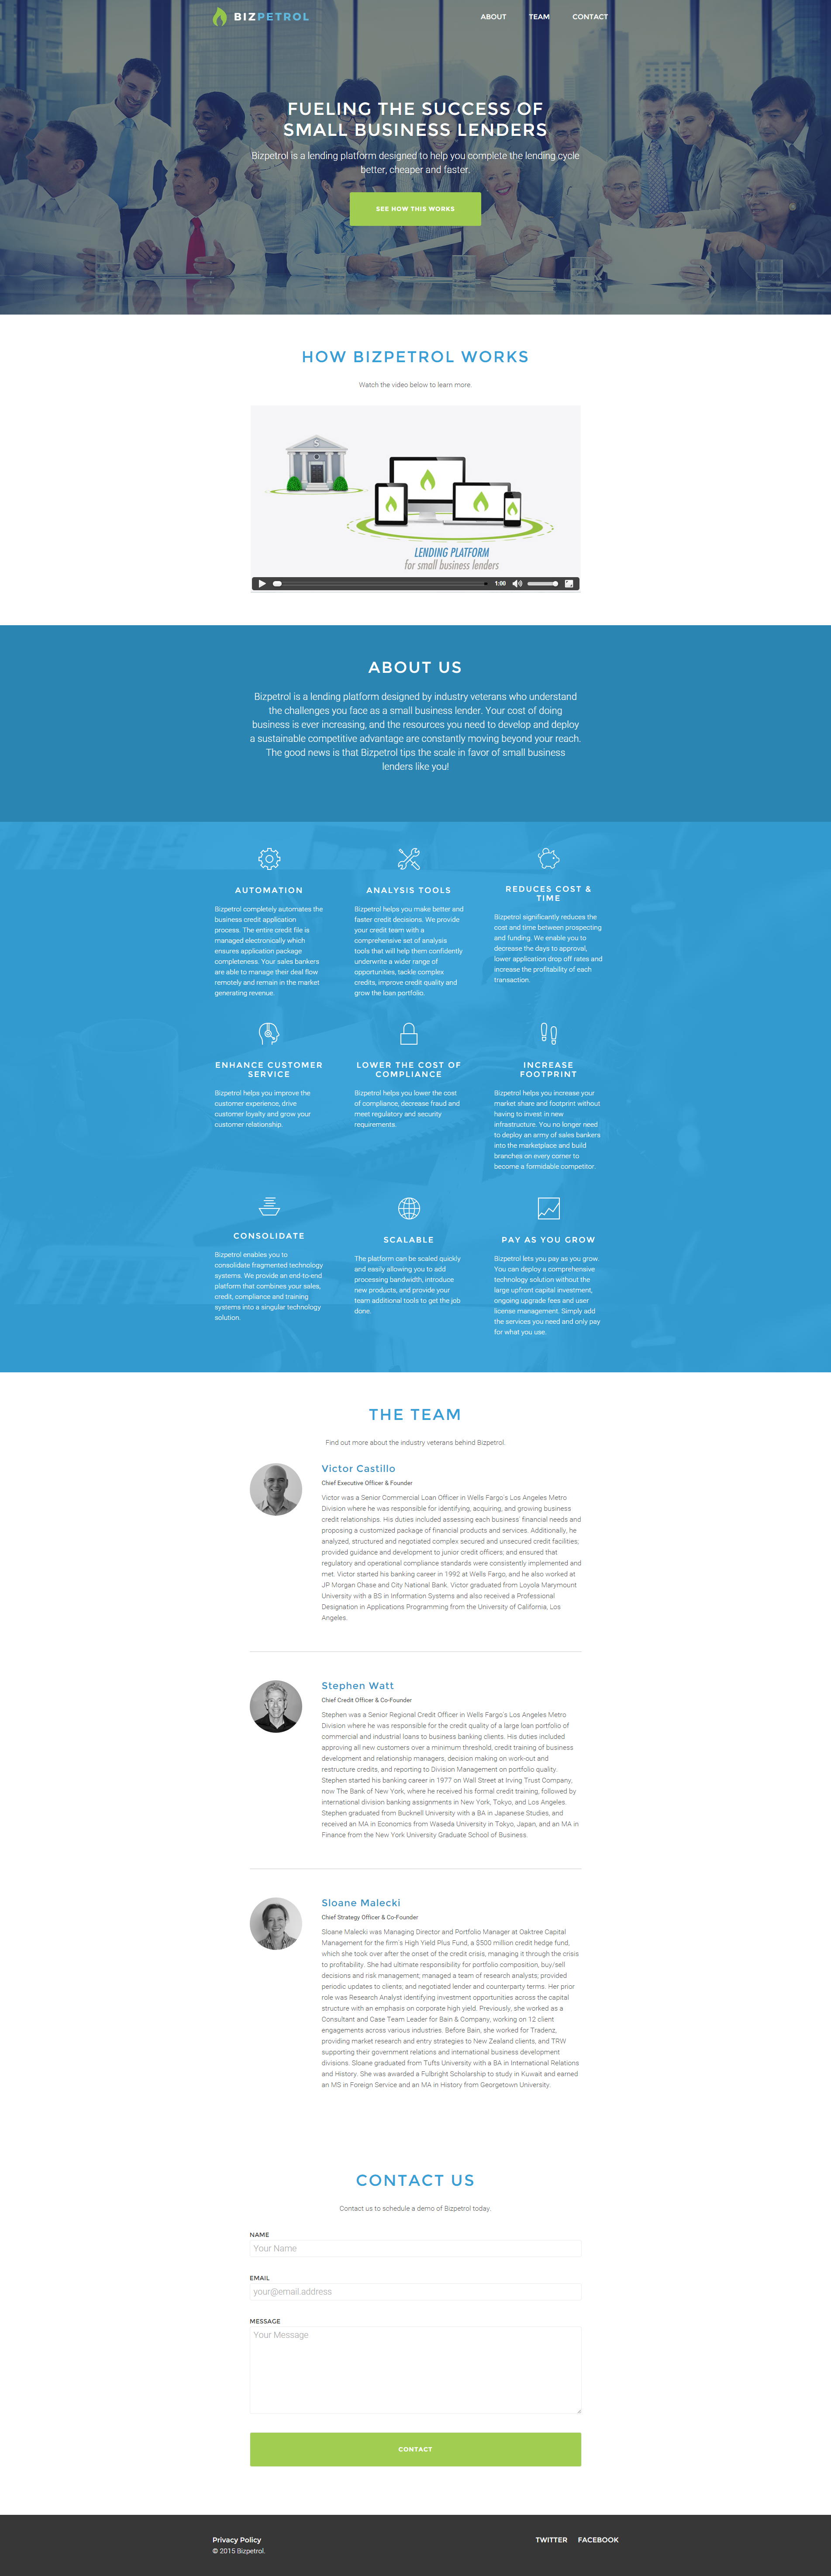 BIZPETROL
ABOUT TEAM CONTACT
FUELING THE SUCCESS OF
SMALL BUSINESS LENDERS
Bizpetrol is a lending platform designed to help you complete the lending cycle
better, cheaper and faster.
SEE HOW THIS WORKS
HOW BIZPETROL WORKS
Watch the video below to learn more.
$
LENDING PLATFORM
for small business lenders
1:00
ABOUT US
Bizpetrol is a lending platform designed by industry veterans who understand
the challenges you face as a small business lender. Your cost of doing
business is ever increasing, and the resources you need to develop and deploy
a sustainable competitive advantage are constantly moving beyond your reach.
The good news is that Bizpetrol tips the scale in favor of small business
lenders like you!
AUTOMATION
Bizpetrol completely automates the
business credit application
process. The entire credit file is
managed electronically which
ensures application package
completeness. Your sales bankers
are able to manage their deal flow
remotely and remain in the market
generating revenue.
ANALYSIS TOOLS
Bizpetrol helps you make better and
faster credit decisions. We provide
your credit team with a
comprehensive set of analysis
tools that will help them confidently
underwrite a wider range of
opportunities, tackle complex
credits, improve credit quality and
grow the loan portfolio.
REDUCES COST &
TIME
Bizpetrol significantly reduces the
cost and time between prospecting
and funding. We enable you to
decrease the days to approval,
lower application drop off rates and
increase the profitability of each
transaction.
ENHANCE CUSTOMER
SERVICE
Bizpetrol helps you improve the
customer experience, drive
customer loyalty and grow your
customer relationship.
LOWER THE COST OF
COMPLIANCE
Bizpetrol helps you lower the cost
of compliance, decrease fraud and
meet regulatory and security
requirements.
INCREASE
FOOTPRINT
Bizpetrol helps you increase your
market share and footprint without
having to invest in new
infrastructure. You no longer need
to deploy an army of sales bankers
into the marketplace and build
branches on every corner to
become a formidable competitor.
CONSOLIDATE
Bizpetrol enables you to
consolidate fragmented technology
systems. We provide an end-to-end
platform that combines your sales,
credit, compliance and training
systems into a singular technology
solution.
SCALABLE
The platform can be scaled quickly
and easily allowing you to add
processing bandwidth, introduce
new products, and provide your
team additional tools to get the job
done.
PAY AS YOU GROW
Bizpetrol lets you pay as you grow.
You can deploy a comprehensive
technology solution without the
large upfront capital investment,
ongoing upgrade fees and user
license management. Simply add
the services you need and only pay
for what you use.
THE TEAM
Find out more about the industry veterans behind Bizpetrol.
Victor Castillo
Chief Executive Officer & Founder
Victor was a Senior Commercial Loan Officer in Wells Fargo's Los Angeles Metro
Division where he was responsible for identifying, acquiring, and growing business
credit relationships. His duties included assessing each business' financial needs and
proposing a customized package of financial products and services. Additionally, he
analyzed, structured and negotiated complex secured and unsecured credit facilities;
provided guidance and development to junior credit officers; and ensured that
regulatory and operational compliance standards were consistently implemented and
met. Victor started his banking career in 1992 at Wells Fargo, and he also worked at
JP Morgan Chase and City National Bank. Victor graduated from Loyola Marymount
University with a BS in Information Systems and also received a Professional
Designation in Applications Programming from the University of California, Los
Angeles.
Stephen Watt
Chief Credit Officer & Co-Founder
Stephen was a Senior Regional Credit Officer in Wells Fargo's Los Angeles Metro
Division where he was responsible for the credit quality of a large loan portfolio of
commercial and industrial loans to business banking clients. His duties included
approving all new customers over a minimum threshold, credit training of business
development and relationship managers, decision making on work-out and
restructure credits, and reporting to Division Management on portfolio quality.
Stephen started his banking career in 1977 on Wall Street at Irving Trust Company,
now The Bank of New York, where he received his formal credit training, followed by
international division banking assignments in New York, Tokyo, and Los Angeles.
Stephen graduated from Bucknell University with a BA in Japanese Studies, and
received an MA in Economics from Waseda University in Tokyo, Japan, and an MA in
Finance from the New York University Graduate School of Business.
Sloane Malecki
Chief Strategy Officer & Co-Founder
Sloane Malecki was Managing Director and Portfolio Manager at Oaktree Capital
Management for the firm's High Yield Plus Fund, a $500 million credit hedge fund,
which she took over after the onset of the credit crisis, managing it through the crisis
to profitability. She had ultimate responsibility for portfolio composition, buy/sell
decisions and risk management; managed a team of research analysts; provided
periodic updates to clients; and negotiated lender and counterparty terms. Her prior
role was Research Analyst identifying investment opportunities across the capital
structure with an emphasis on corporate high yield. Previously, she worked as a
Consultant and Case Team Leader for Bain & Company, working on 12 client
engagements across various industries. Before Bain, she worked for Tradenz,
providing market research and entry strategies to New Zealand clients, and TRW
supporting their government relations and international business development
divisions. Sloane graduated from Tufts University with a BA in International Relations
and History. She was awarded a Fulbright Scholarship to study in Kuwait and earned
an MS in Foreign Service and an MA in History from Georgetown University.
CONTACT US
Contact us to schedule a demo of Bizpetrol today.
NAME
Your Name
EMAIL
your@email.address
MESSAGE
Your Message
CONTACT
Privacy Policy
© 2015 Bizpetrol.
TWITTER FACEBOOK